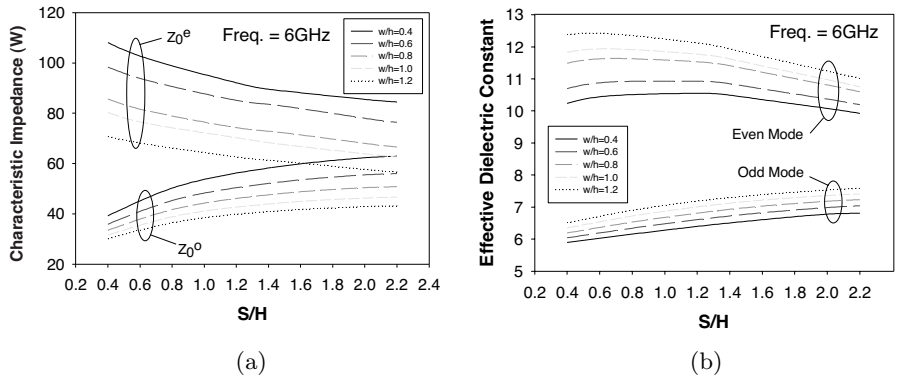 Characteristic Impedance (W)
120
100
80
60
40
20
Z0e
Freq. = 6GHz
w/h=0.4
w/h=0.6
w/h=0.8
w/h=1.0
w/h=1.2
Z0o
0.2 0.4 0.6 0.8 1.0 1.2 1.4 1.6 1.8 2.0 2.2 2.4
S/H
(a)
Effective Dielectric Constant
13
12
11
10
9
8
7
6
5
Freq. = 6GHz
Even Mode
w/h=0.4
w/h=0.6
w/h=0.8
w/h=1.0
w/h=1.2
Odd Mode
0.2 0.4 0.6 0.8 1.0 1.2 1.4 1.6 1.8 2.0 2.2
S/H
(b)